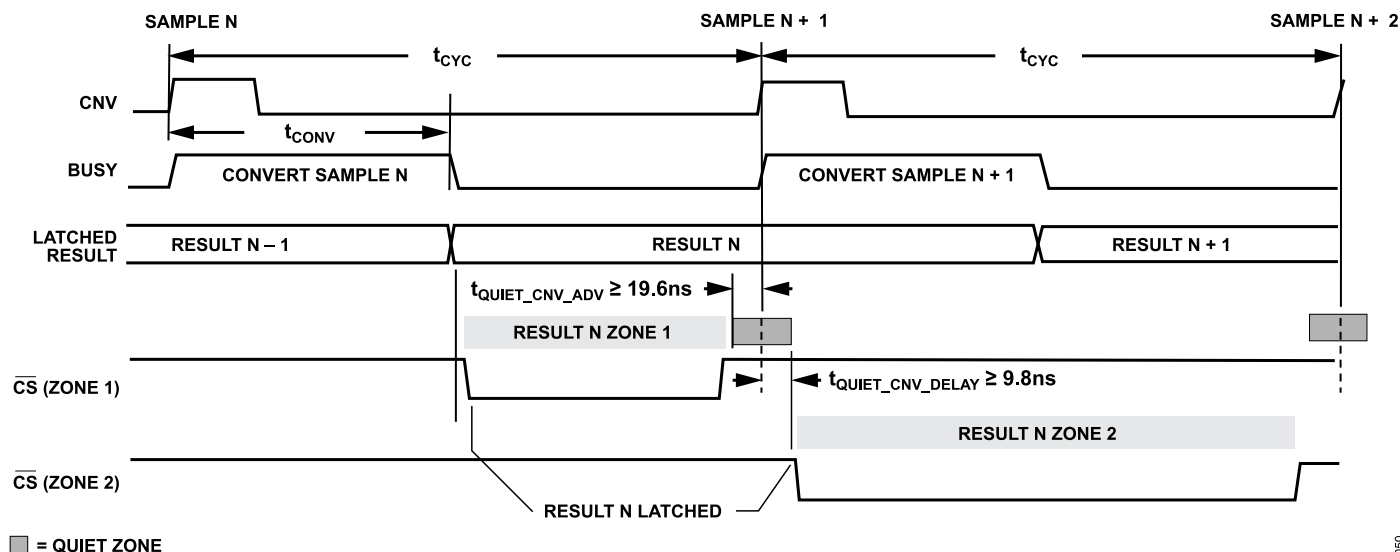 SAMPLE N
SAMPLE N + 1
SAMPLE N + 2
tCYC
tCYC
CNV
tCONV
BUSY
CONVERT SAMPLE N
CONVERT SAMPLE N + 1
LATCHED
RESULT
RESULT N – 1
RESULT N
RESULT N + 1
tQUIET_CNV_ADV ≥ 19.6ns
RESULT N ZONE 1
CS (ZONE 1)
tQUIET_CNV_DELAY ≥ 9.8ns
RESULT N ZONE 2
CS (ZONE 2)
RESULT N LATCHED
= QUIET ZONE